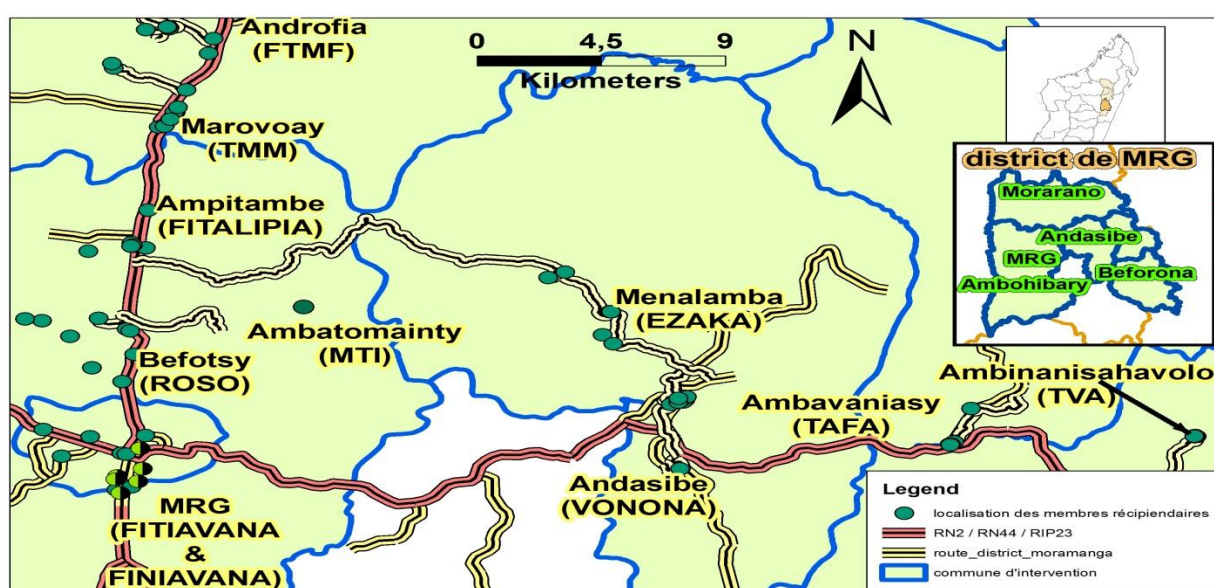 Androfia
(FTMF)
0 4,5 9
Kilometers
N
Marovoay
(TMM)
district de MRG
Morarano
Andasibe
MRG
Beforona
Ambohibary
Ampitambe
(FITALIPIA)
Menalamba
(EZAKA)
Ambatomainty
(MTI)
Befotsy
(ROSO)
Ambinanisahavolo
(TVA)
Ambavaniasy
(TAFA)
Andasibe
(VONONA)
MRG
(FITIAVANA
&
FINIAVANA)
Legend
localisation des membres récipiendaires
RN2 / RN44 / RIP23
route_district_moramanga
commune d'intervention